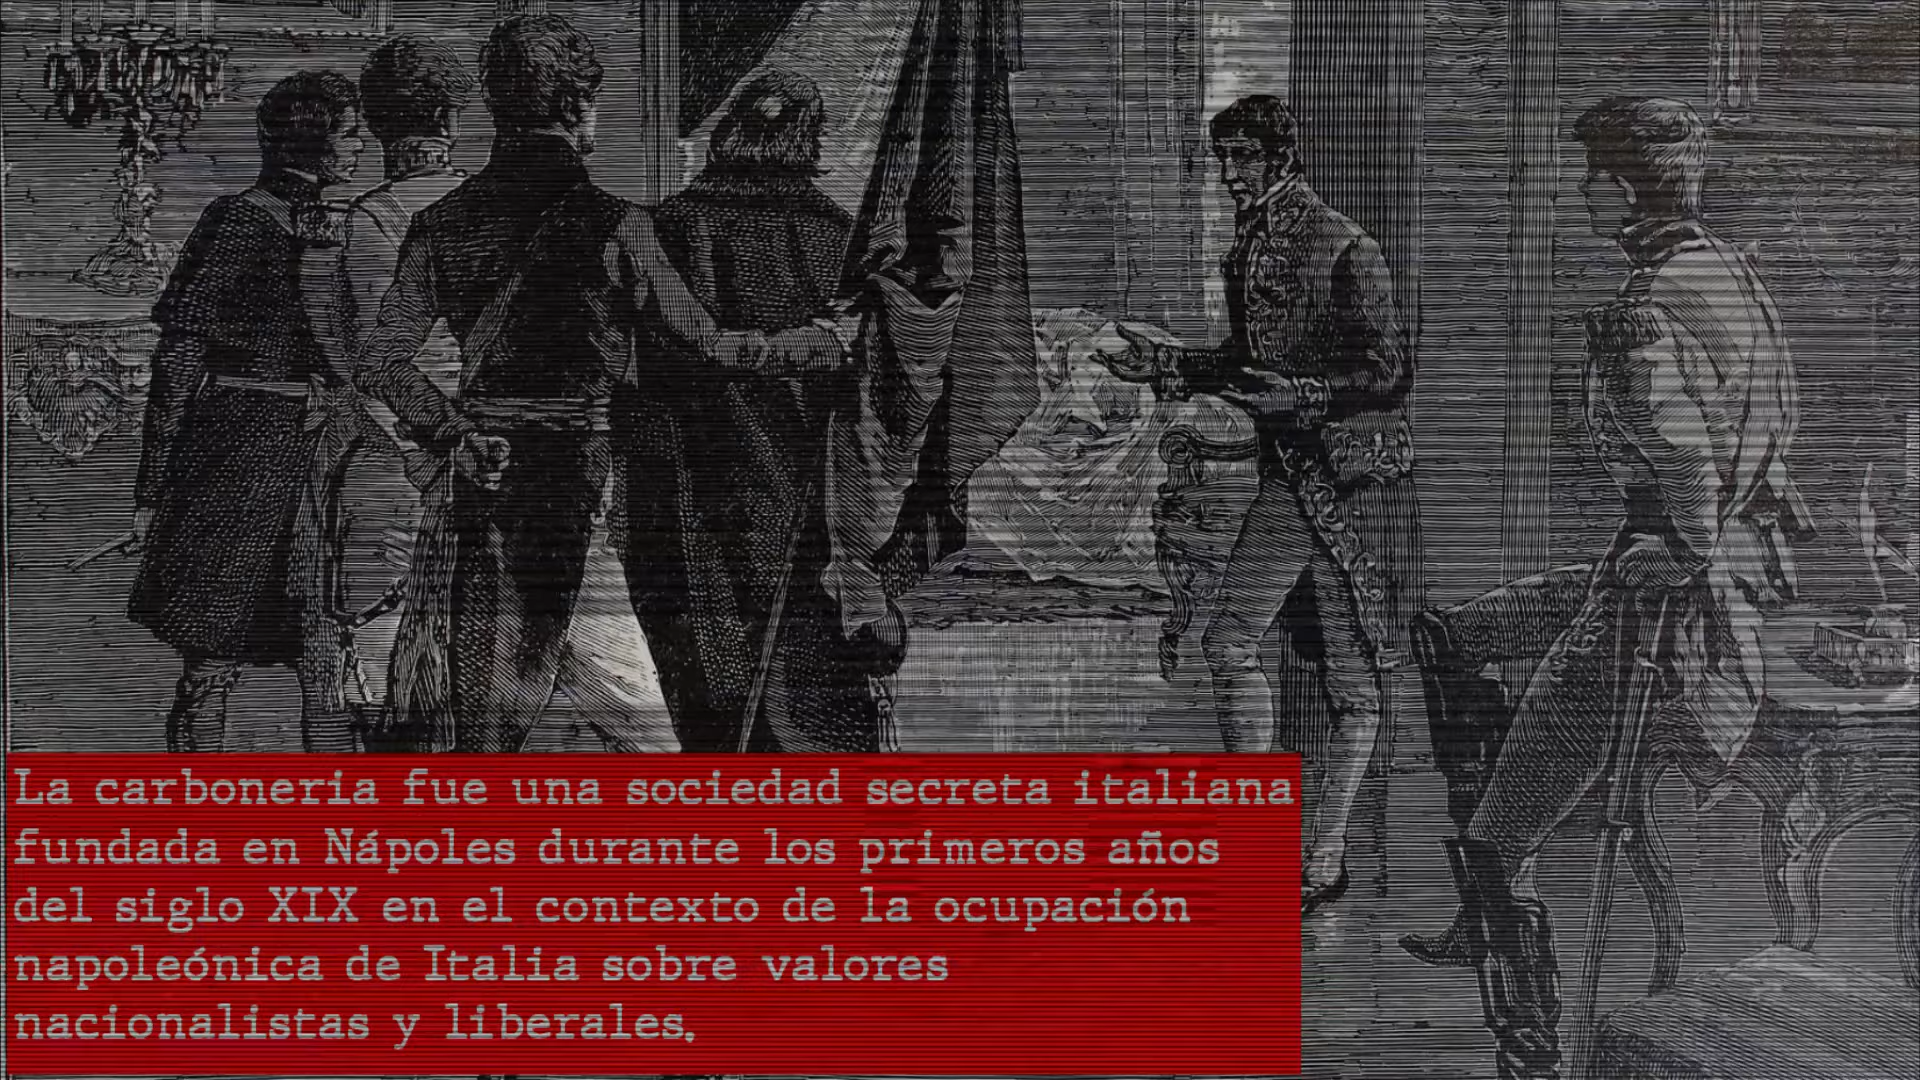 La carboneria fue una sociedad secreta italiana
fundada en Nápoles durante los primeros años
del siglo XIX en el contexto de la ocupación
napoleónica de Italia sobre valores
nacionalistas y liberales.